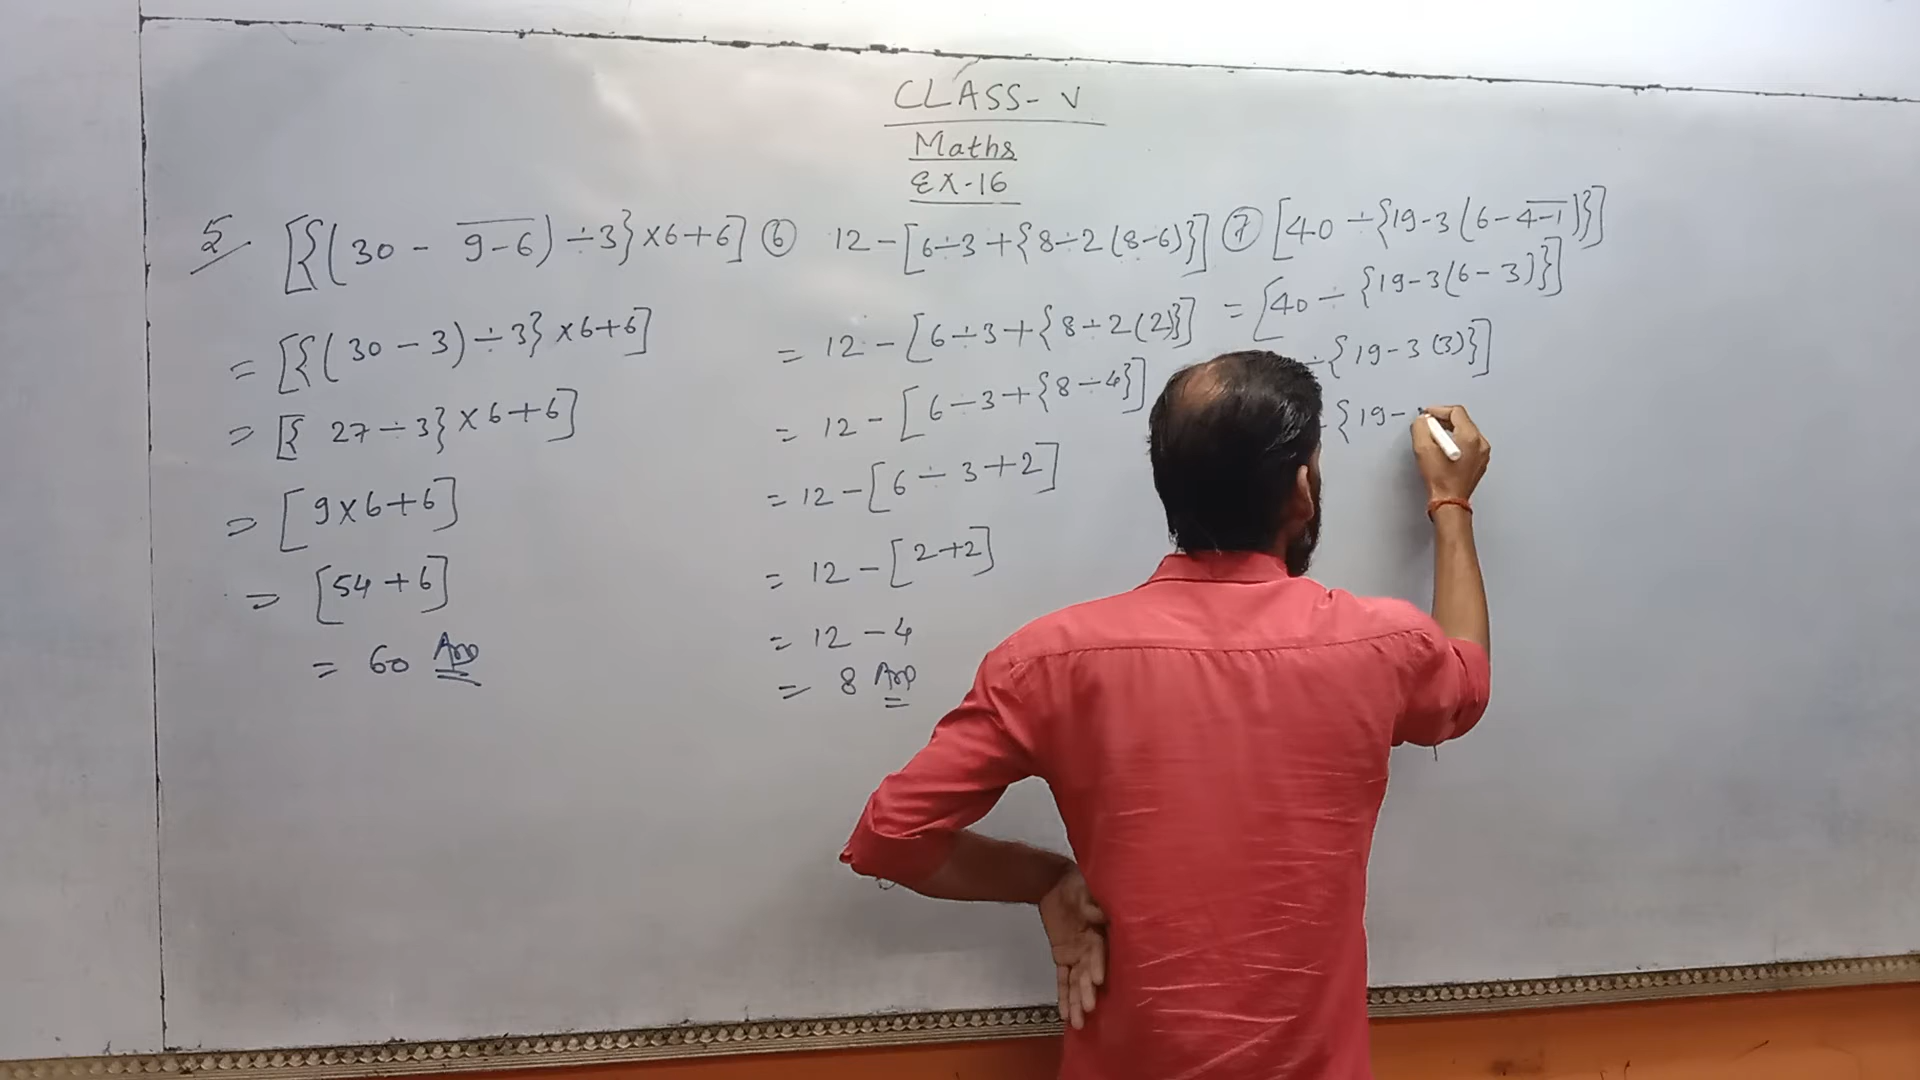 CLASS- V
Maths
EX-16
5. [{(30 - \overline{9-6}) ÷3}×6+6]
= [{(30-3)÷3}×6+6]
= [{27÷3}×6+6]
= [9×6+6]
= [54+6]
= 60 Ans
⑥ 12-[6÷3+{8÷2(8-6)}]
= 12-[6÷3+{8÷2(2)}]
= 12-[6÷3+{8÷4}]
= 12-[6÷3+2]
= 12-[2+2]
= 12-4
= 8 Ans
⑦ [40÷{19-3(6-\overline{4-1})}]
= [40÷{19-3(6-3)}]
÷{19-3(3)}]
{19-